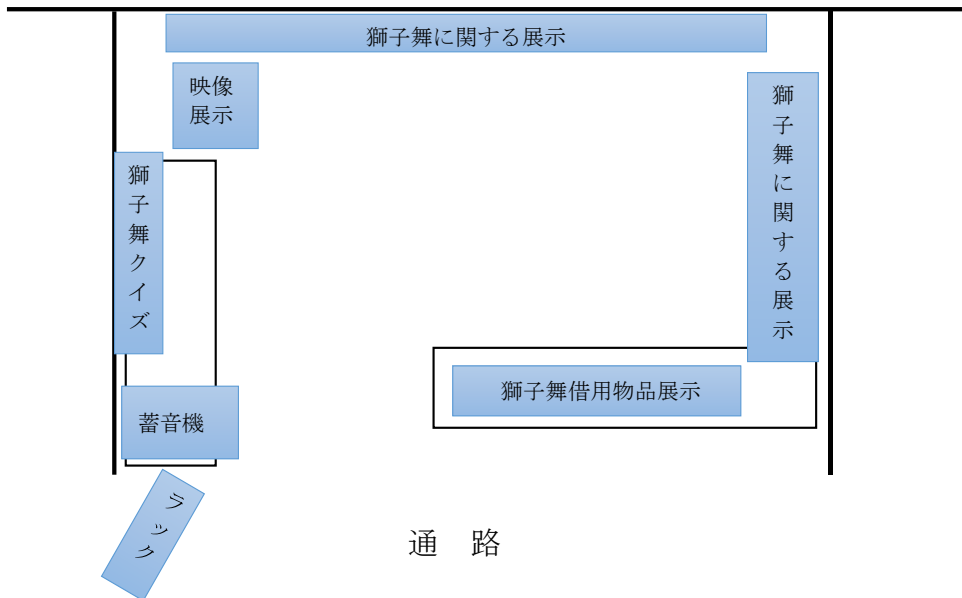 獅子舞に関する展示
映像
展示
獅子舞に関する展示
獅子舞クイズ
獅子舞借用物品展示
蓄音機
ラック
通　路